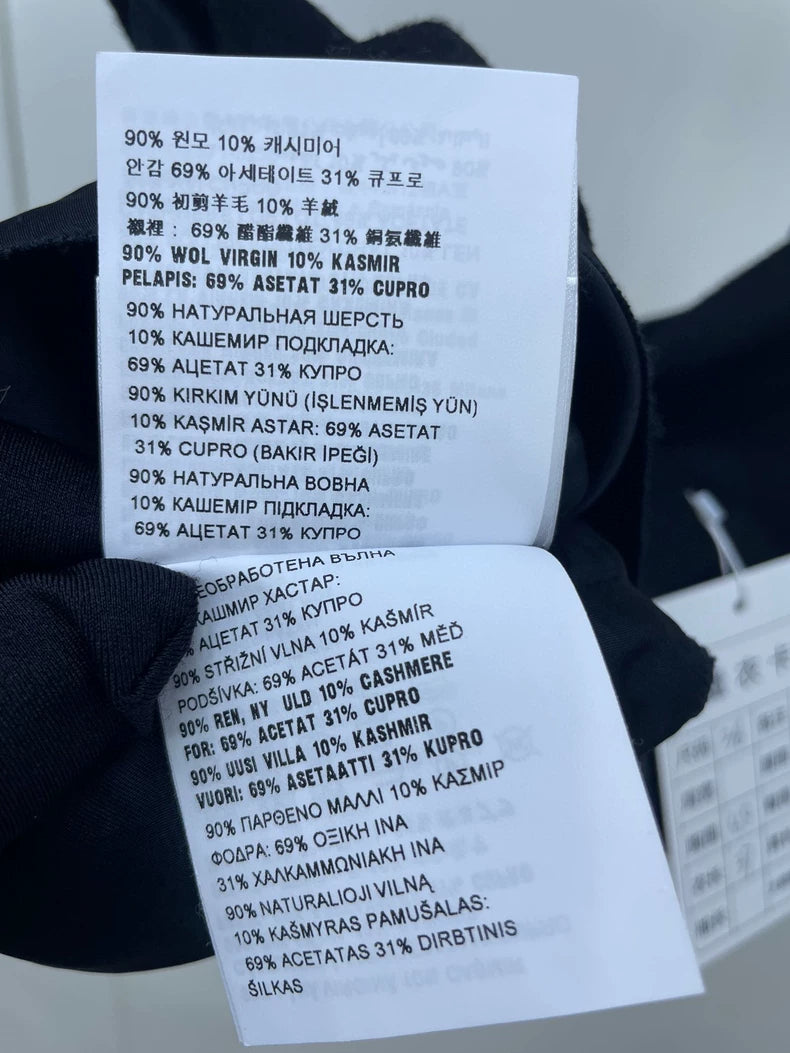 90% 원모 10% 캐시미어
안감 69% 아세테이트 31% 큐프로
90% 初剪羊毛 10% 羊絨
襯裡： 69% 醋酯纖維 31% 銅氨纖維
90% WOL VIRGIN 10% KASMIR
PELAPIS: 69% ASETAT 31% CUPRO
90% НАТУРАЛЬНАЯ ШЕРСТЬ
10% КАШЕМИР ПОДКЛАДКА:
69% АЦЕТАТ 31% КУПРО
90% KIRKIM YÜNÜ (İŞLENMEMİŞ YÜN)
10% KAŞMİR ASTAR: 69% ASETAT
31% CUPRO (BAKIR İPEĞİ)
90% НАТУРАЛЬНА ВОВНА
10% КАШЕМІР ПІДКЛАДКА:
69% АЦЕТАТ 31% КУПРО
ЕОБРАБОТЕНА ВЪЛНА
КАШМИР ХАСТАР:
% АЦЕТАТ 31% КУПРО
90% STŘIŽNÍ VLNA 10% KAŠMÍR
PODŠÍVKA: 69% ACETÁT 31% MĚĎ
90% REN, NY ULD 10% CASHMERE
FOR: 69% ACETAT 31% CUPRO
90% UUSI VILLA 10% KASHMIR
VUORI: 69% ASETAATTI 31% KUPRO
90% ΠΑΡΘΕΝΟ ΜΑΛΛΙ 10% ΚΑΣΜΙΡ
ΦΟΔΡΑ: 69% ΟΞΙΚΗ ΙΝΑ
31% ΧΑΛΚΑΜΜΩΝΙΑΚΗ ΙΝΑ
90% NATURALIOJI VILNĄ
10% KAŠMYRAS PAMUŠALAS:
69% ACETATAS 31% DIRBTINIS
ŠILKAS